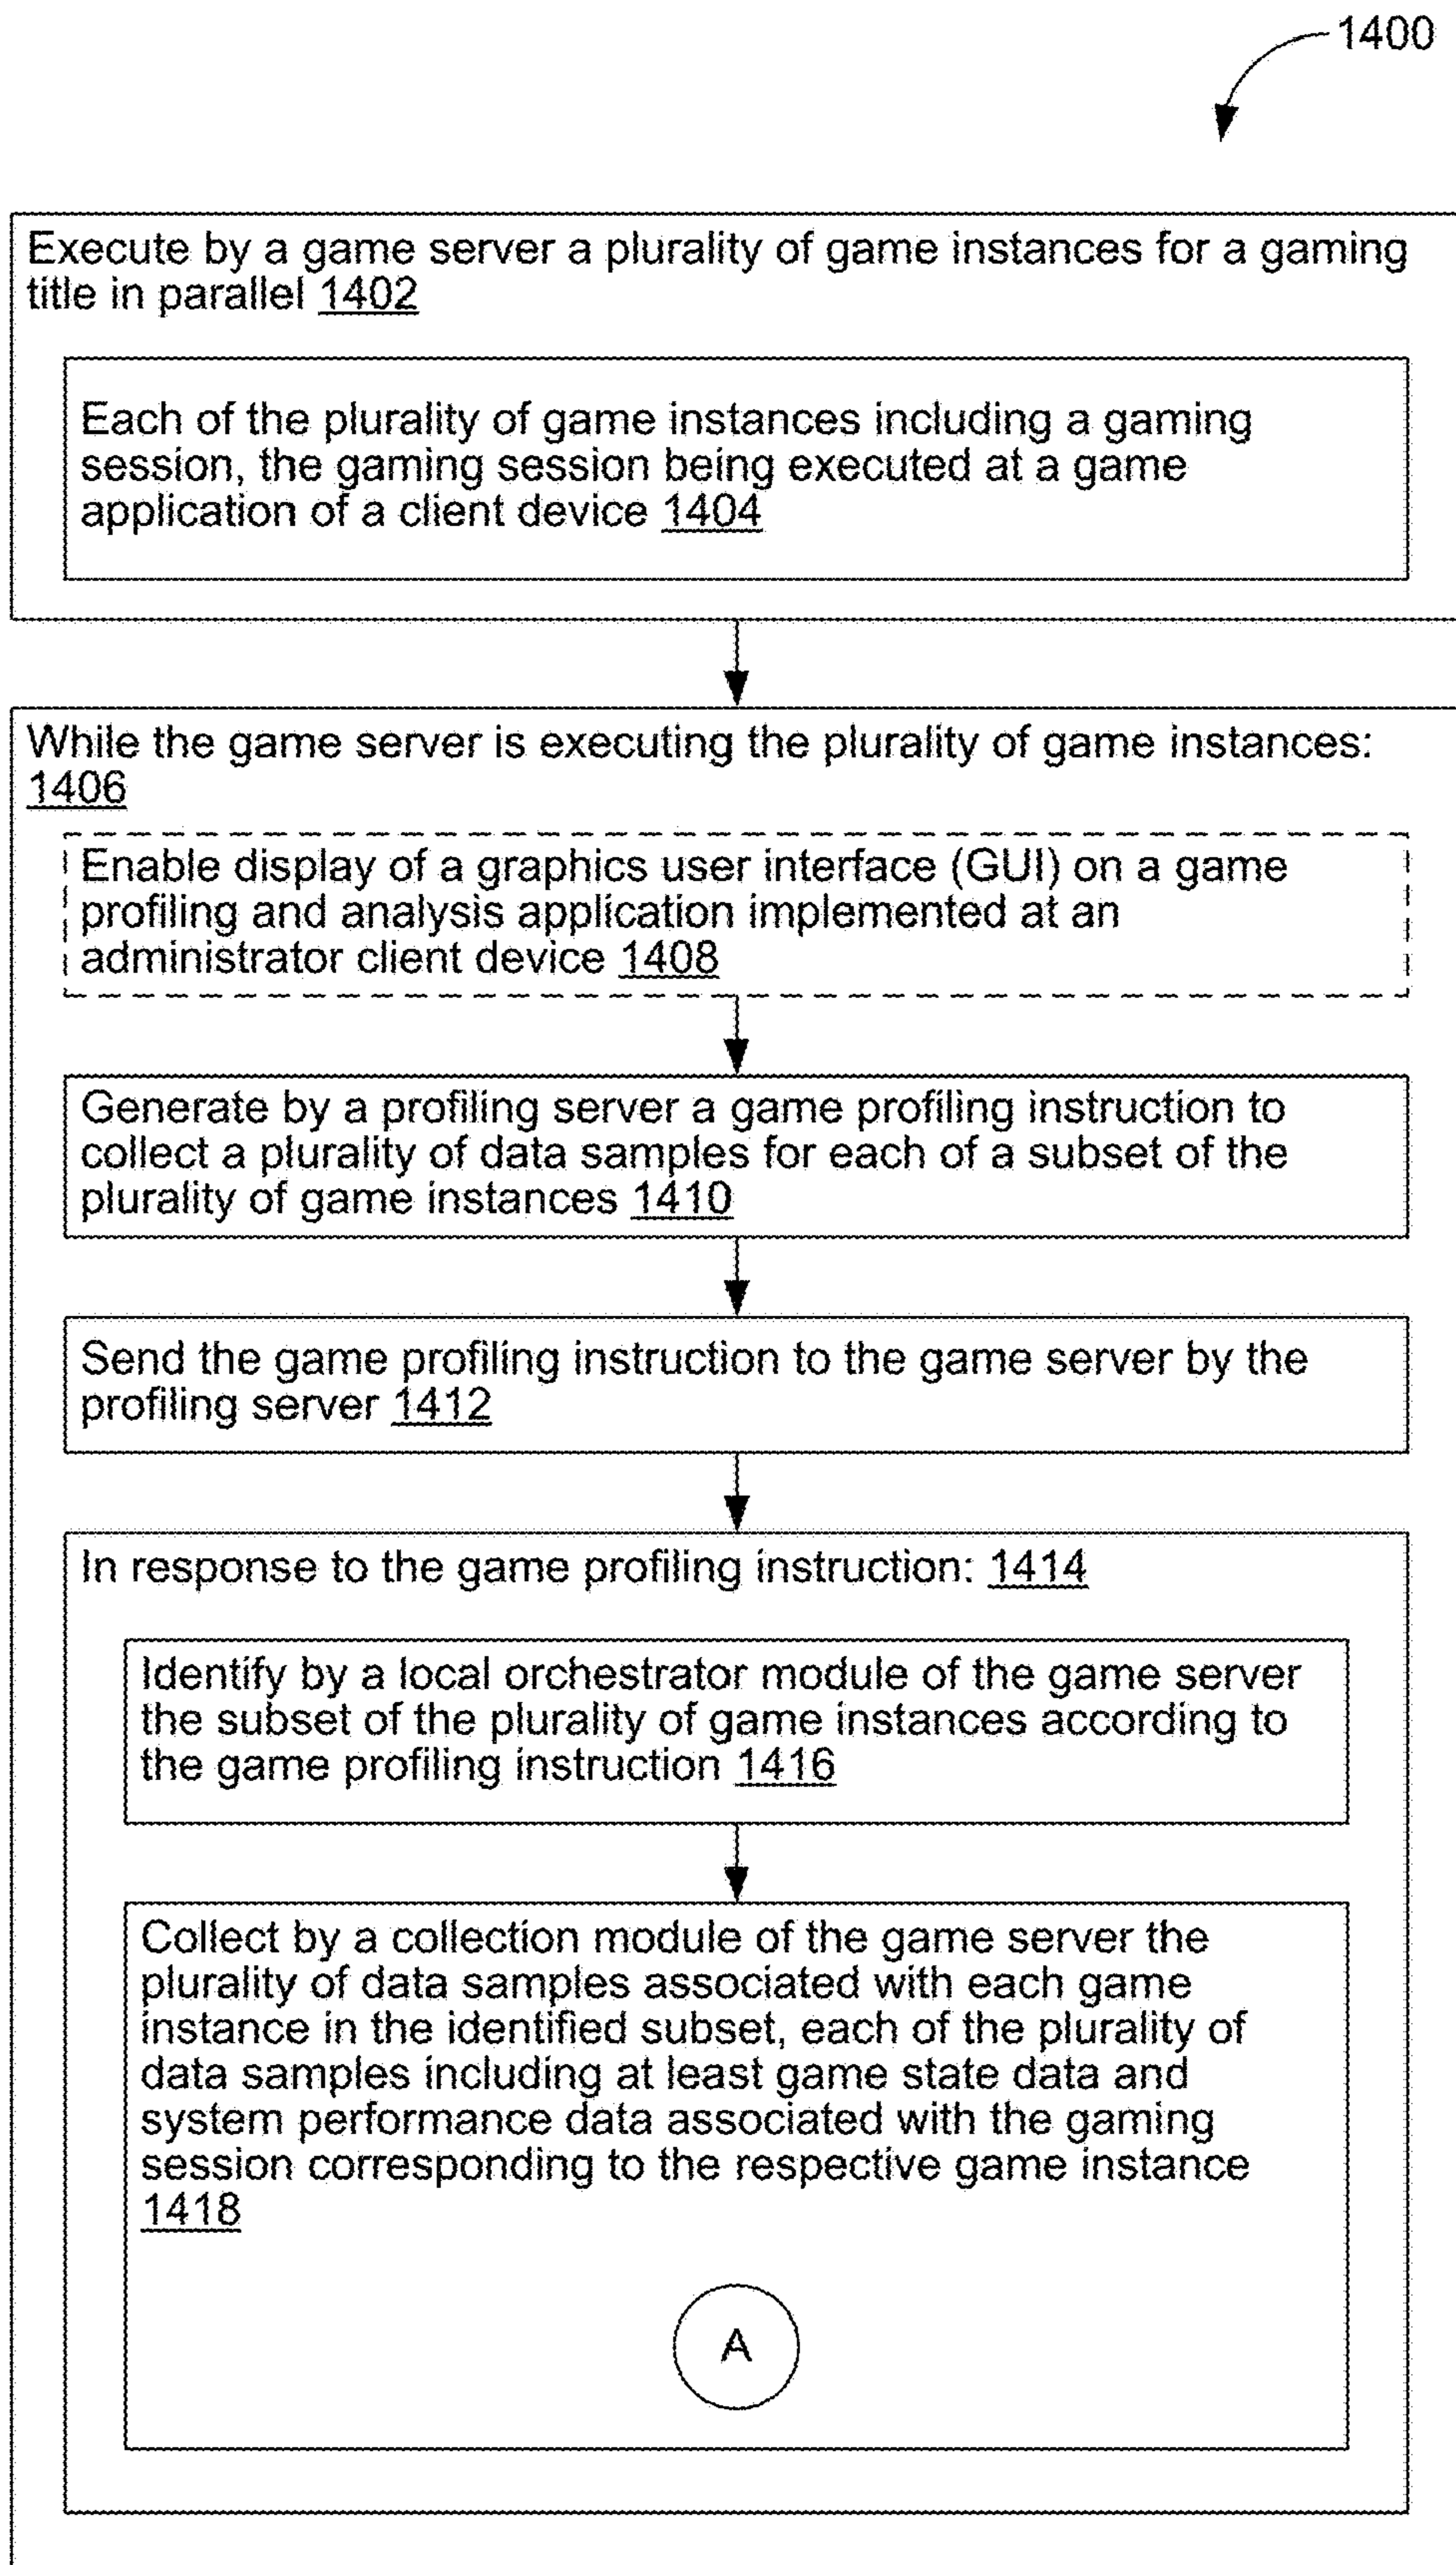 1400
Execute by a game server a plurality of game instances for a gaming
title in parallel 1402
Each of the plurality of game instances including a gaming
session, the gaming session being executed at a game
application of a client device 1404
While the game server is executing the plurality of game instances:
1406
Enable display of a graphics user interface (GUI) on a game
profiling and analysis application implemented at an
administrator client device 1408
Generate by a profiling server a game profiling instruction to
collect a plurality of data samples for each of a subset of the
plurality of game instances 1410
Send the game profiling instruction to the game server by the
profiling server 1412
In response to the game profiling instruction: 1414
Identify by a local orchestrator module of the game server
the subset of the plurality of game instances according to
the game profiling instruction 1416
Collect by a collection module of the game server the
plurality of data samples associated with each game
instance in the identified subset, each of the plurality of
data samples including at least game state data and
system performance data associated with the gaming
session corresponding to the respective game instance
1418
A